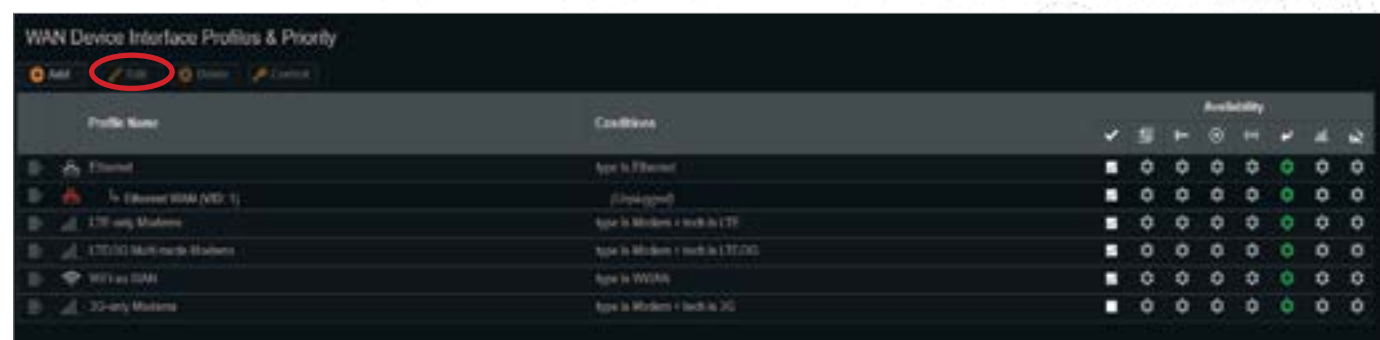 WAN Device Interface Profiles & Priority
Add Edit Delete Control
Availability
Profile Name Conditions
Ethernet type is Ethernet
Ethernet WAN (VID: 1) (Unplugged)
LTE-only Modems type is Modem + tech is LTE
LTE/3G Multi-mode Modems type is Modem + tech is LTE/3G
WiFi as WAN type is WWAN
3G-only Modems type is Modem + tech is 3G